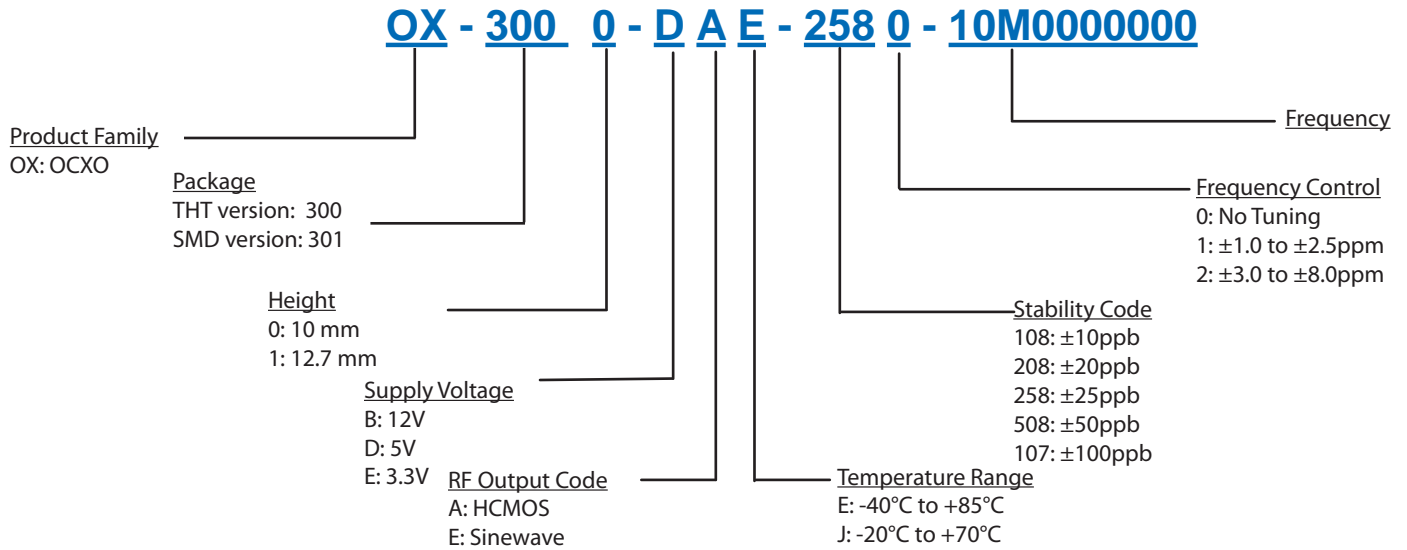 OX - 300 0 - D A E - 258 0 - 10M0000000
Product Family
OX: OCXO
Package
THT version: 300
SMD version: 301
Height
0: 10 mm
1: 12.7 mm
Supply Voltage
B: 12V
D: 5V
E: 3.3V
RF Output Code
A: HCMOS
E: Sinewave
Temperature Range
E: -40°C to +85°C
J: -20°C to +70°C
Stability Code
108: ±10ppb
208: ±20ppb
258: ±25ppb
508: ±50ppb
107: ±100ppb
Frequency Control
0: No Tuning
1: ±1.0 to ±2.5ppm
2: ±3.0 to ±8.0ppm
Frequency